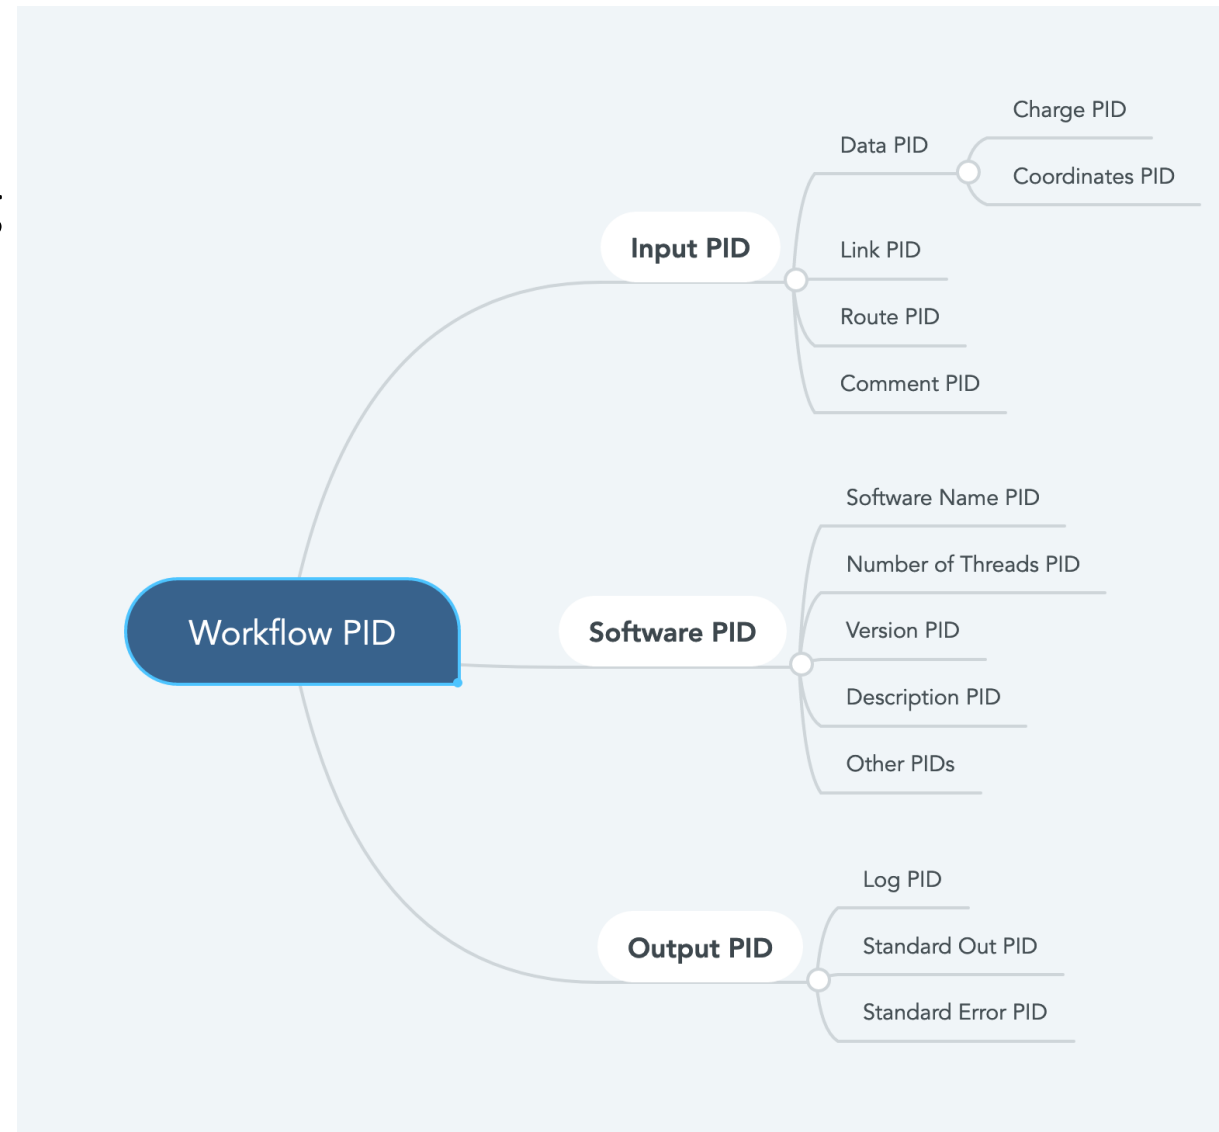 Charge PID
Data PID
Coordinates PID
Input PID
Link PID
Route PID
Comment PID
Software Name PID
Number of Threads PID
Workflow PID
Software PID
Version PID
Description PID
Other PIDs
Log PID
Output PID
Standard Out PID
Standard Error PID